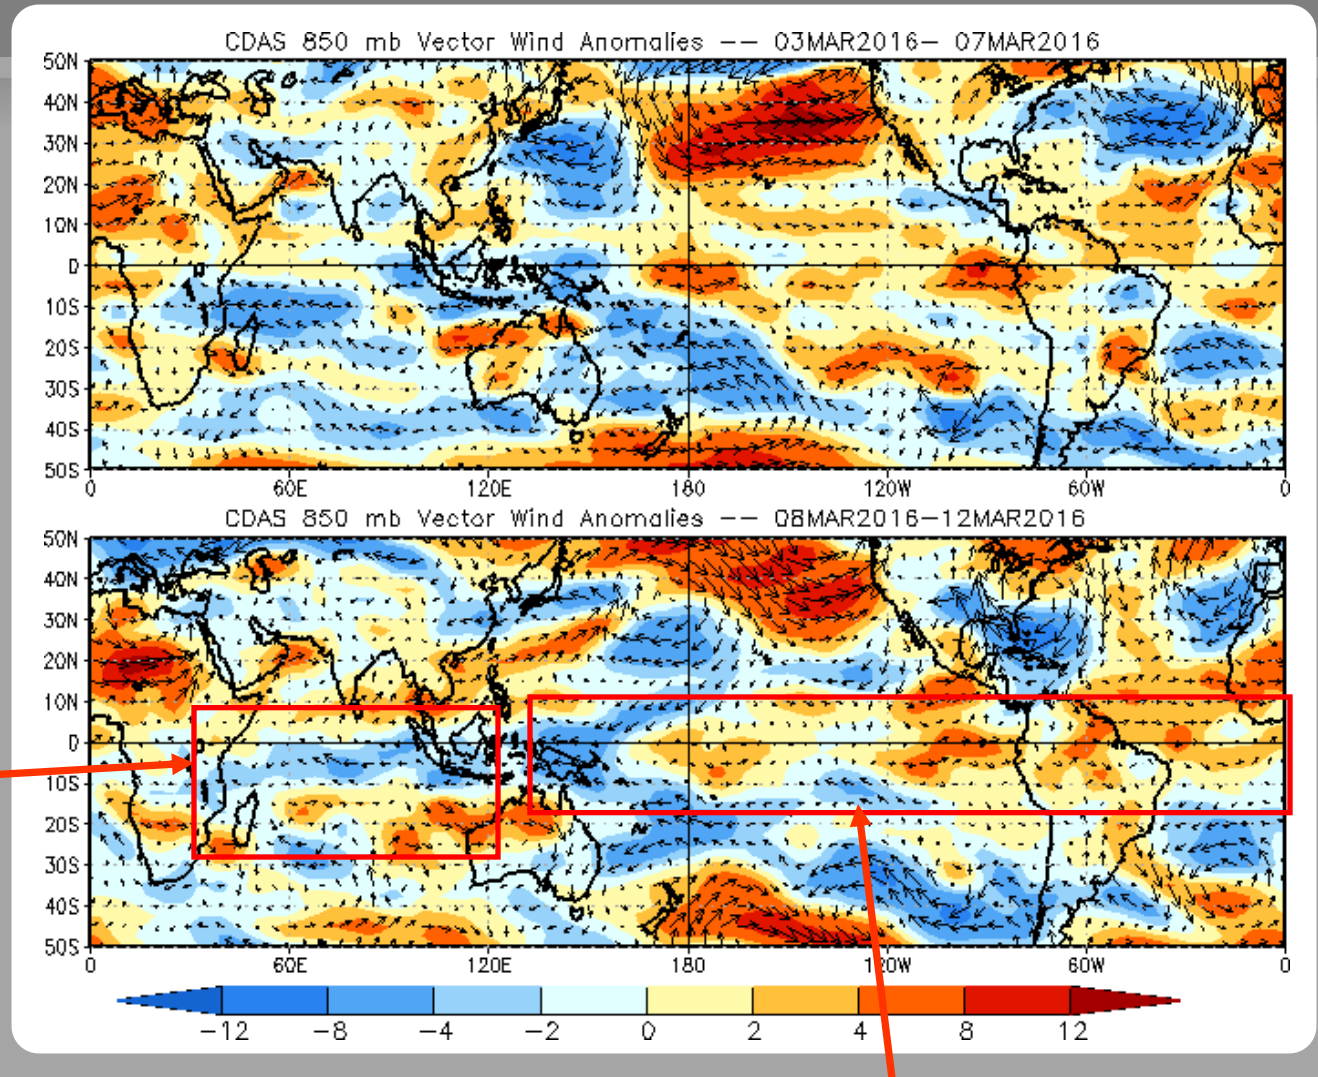 CDAS 850 mb Vector Wind Anomalies -- 03MAR2016- 07MAR2016
50N
40N
30N
20N
10N
0
10S
20S
30S
40S
50S
0 60E 120E 180 120W 60W 0
CDAS 850 mb Vector Wind Anomalies -- 08MAR2016-12MAR2016
50N
40N
30N
20N
10N
0
10S
20S
30S
40S
50S
0 60E 120E 180 120W 60W 0
-12 -8 -4 -2 0 2 4 8 12